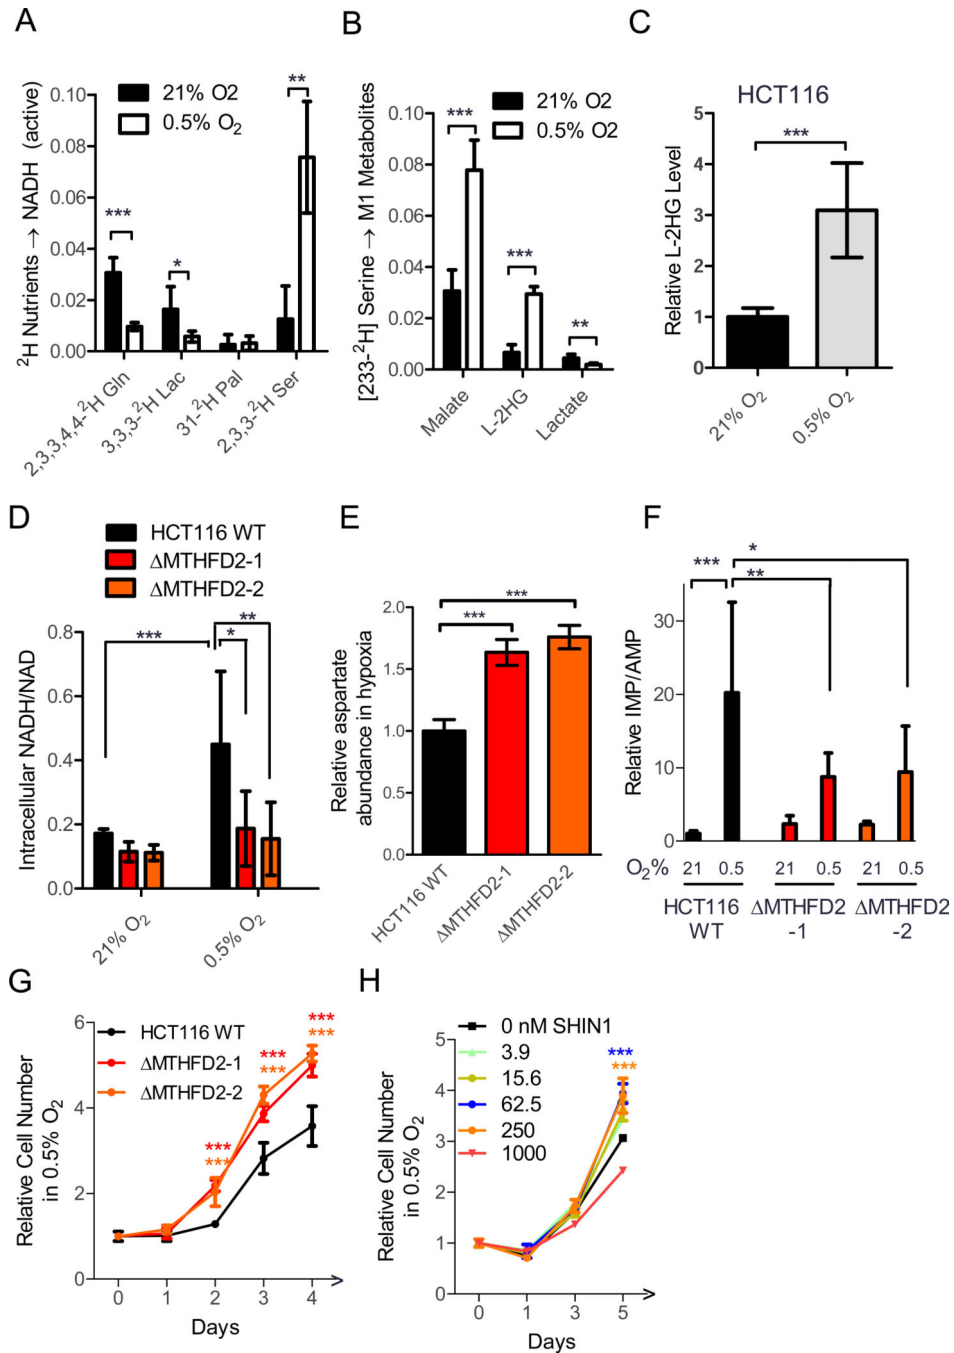 A
²H Nutrients → NADH (active)
21% O2
0.5% O₂
**
***
*
0.10
0.08
0.06
0.04
0.02
0.00
2,3,3,4,4-²H Gln
3,3,3-²H Lac
31-²H Pal
2,3,3-²H Ser
B
[233-²H] Serine → M1 Metabolites
21% O2
0.5% O2
***
***
**
0.10
0.08
0.06
0.04
0.02
0.00
Malate
L-2HG
Lactate
C
HCT116
Relative L-2HG Level
***
5
4
3
2
1
0
21% O₂
0.5% O₂
D
HCT116 WT
ΔMTHFD2-1
ΔMTHFD2-2
Intracellular NADH/NAD
***
**
*
0.8
0.6
0.4
0.2
0.0
21% O₂
0.5% O₂
E
Relative aspartate
abundance in hypoxia
***
***
2.0
1.5
1.0
0.5
0.0
HCT116 WT
ΔMTHFD2-1
ΔMTHFD2-2
F
Relative IMP/AMP
*
***
**
30
20
10
0
O₂% 21 0.5 21 0.5 21 0.5
HCT116 ΔMTHFD2 ΔMTHFD2
WT -1 -2
G
HCT116 WT
ΔMTHFD2-1
ΔMTHFD2-2
Relative Cell Number
in 0.5% O₂
***
***
***
***
***
***
6
4
2
0
0 1 2 3 4
Days
H
0 nM SHIN1
3.9
15.6
62.5
250
1000
Relative Cell Number
in 0.5% O₂
***
***
5
4
3
2
1
0
0 1 3 5
Days